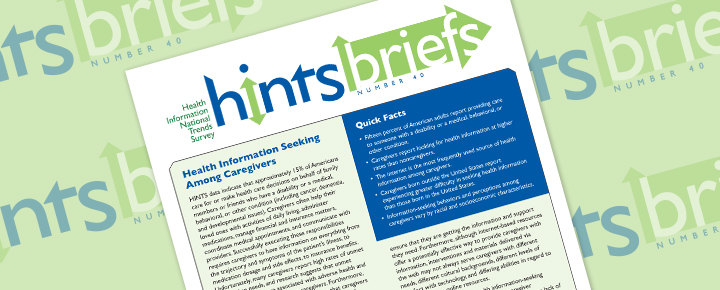 nts
briefs
NUMBER 40
hints
briefs
NUMBER 40
Health
Information
National
Trends
Survey
Health Information Seeking
Among Caregivers
HINTS data indicate that approximately 15% of Americans
care for or make health care decisions on behalf of family
members or friends who have a disability or a medical,
behavioral, or other condition (including cancer, dementia,
and developmental issues). Caregivers often help their
loved ones with activities of daily living, administer
medications, manage financial and insurance matters,
coordinate medical appointments, and communicate with
providers. Successfully executing these responsibilities
requires caregivers to have information on everything from
the trajectory and symptoms of the patient's illness, to
medication dosage and side effects, to insurance benefits.
Unfortunately, many caregivers report high rates of unmet
needs, and research suggests that unmet
associated with adverse health and
caregivers. Furthermore,
that caregivers
Quick Facts
• Fifteen percent of American adults report providing care
to someone with a disability or a medical, behavioral, or
other condition.
• Caregivers report looking for health information at higher
rates than noncaregivers.
• The internet is the most frequently used source of health
information among caregivers.
• Caregivers born outside the United States report
experiencing greater difficulty in seeking health information
than those born in the United States.
• Information-seeking behaviors and perceptions among
caregivers vary by racial and socioeconomic characteristics.
ensure that they are getting the information and support
they need. Furthermore, although internet-based resources
offer a potentially effective way to provide caregivers with
information, interventions and materials delivered via
the web may not always serve caregivers with different
needs, different cultural backgrounds, different levels of
with technology, and differing abilities in regard to
online resources.
information-seeking
caregiver
lack of
briefs
NUMBER 40
hints
NUMBER
nts
briefs
NUMBER 40